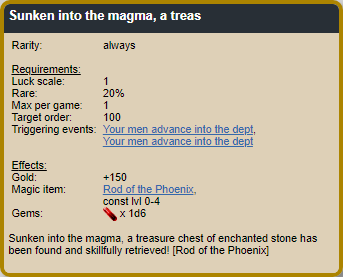 Sunken into the magma, a treas
Rarity: always
Requirements:
Luck scale: 1
Rare: 20%
Max per game: 1
Target order: 100
Triggering events: Your men advance into the dept,
Your men advance into the dept
Effects:
Gold: +150
Magic item: Rod of the Phoenix,
const lvl 0-4
Gems: x 1d6
Sunken into the magma, a treasure chest of enchanted stone has
been found and skillfully retrieved! [Rod of the Phoenix]